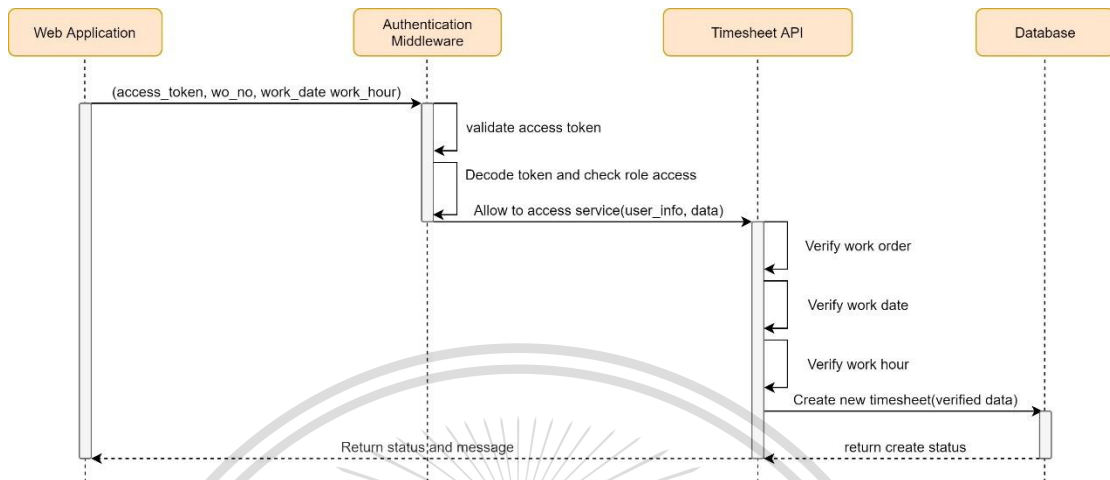 Web Application
Authentication
Middleware
Timesheet API
Database
(access_token, wo_no, work_date work_hour)
validate access token
Decode token and check role access
Allow to access service(user_info, data)
Verify work order
Verify work date
Verify work hour
Create new timesheet(verified data)
Return status and message
return create status